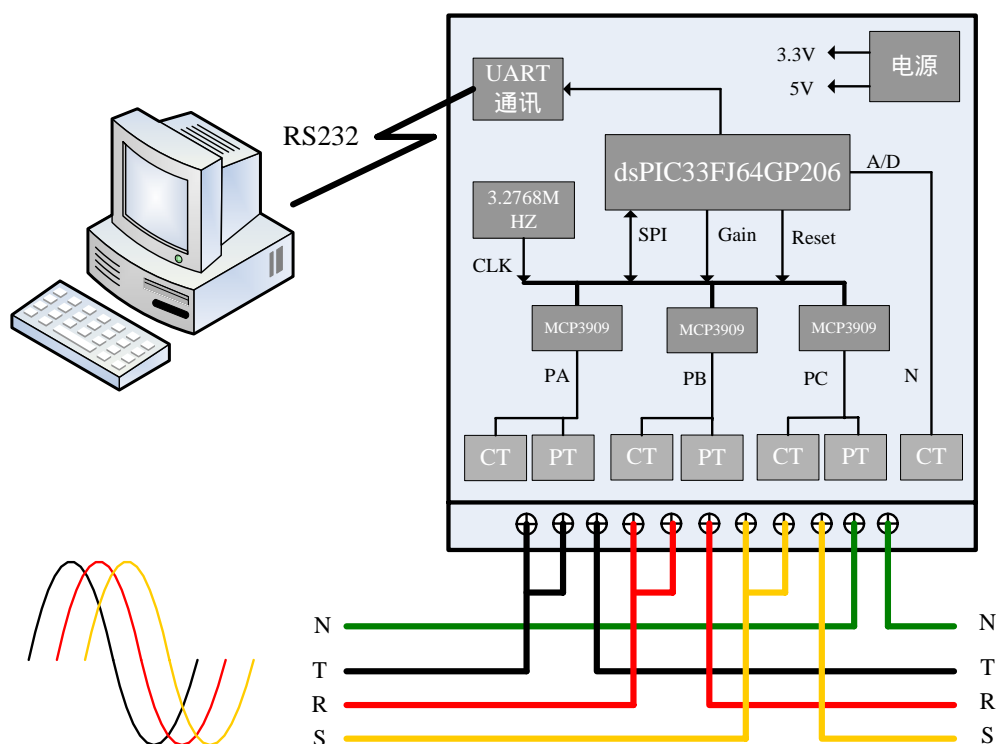 3.3V
电源
5V
UART
通讯
RS232
dsPIC33FJ64GP206
A/D
3.2768M
HZ
SPI
Gain
Reset
CLK
MCP3909
MCP3909
MCP3909
PA
PB
PC
N
CT
PT
CT
PT
CT
PT
CT
N
N
T
T
R
R
S
S